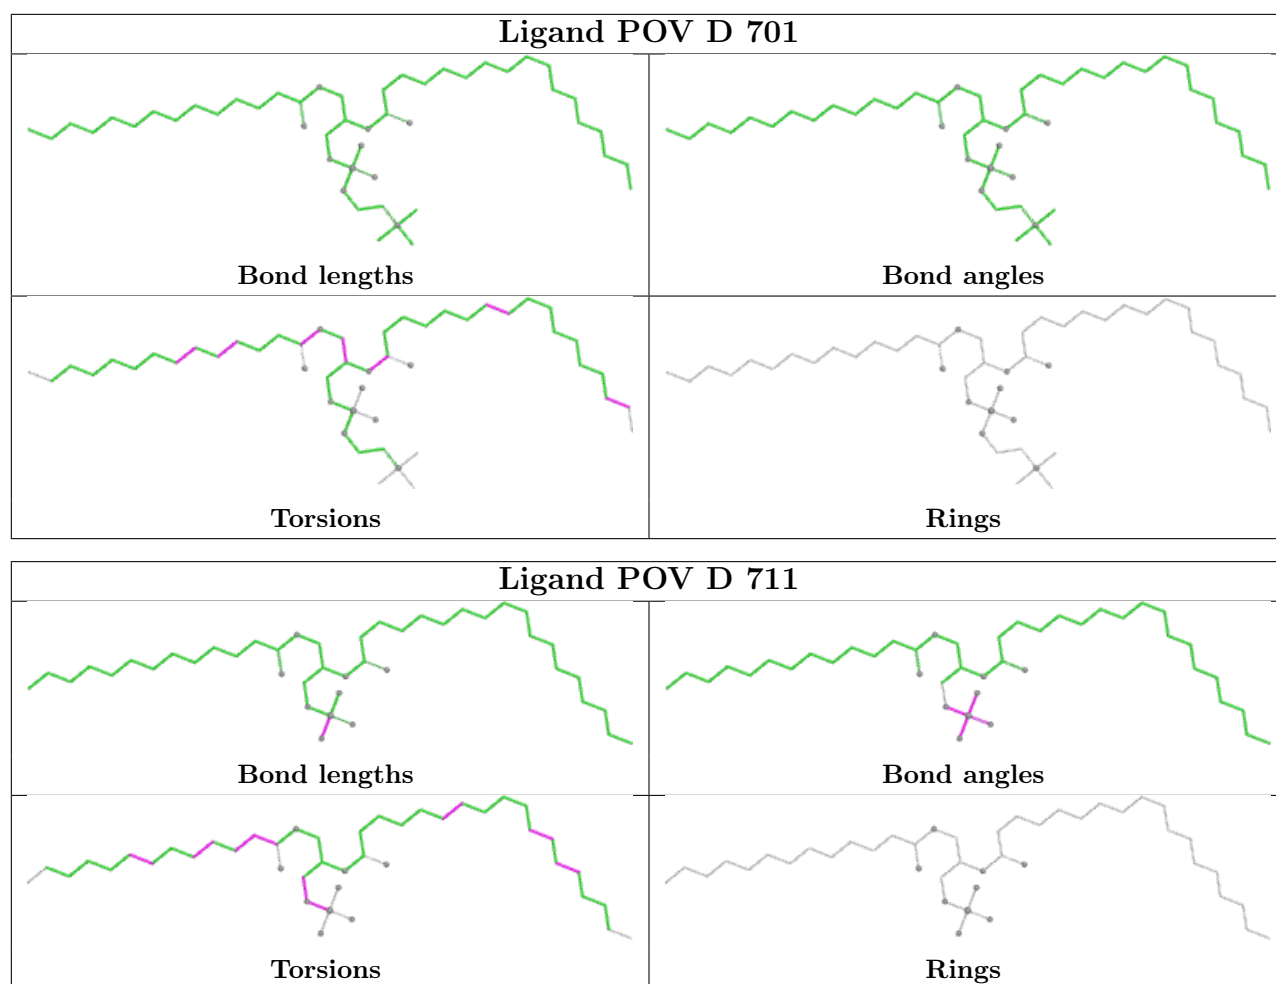 Ligand POV D 701
Bond lengths
Bond angles
Torsions
Rings
Ligand POV D 711
Bond lengths
Bond angles
Torsions
Rings